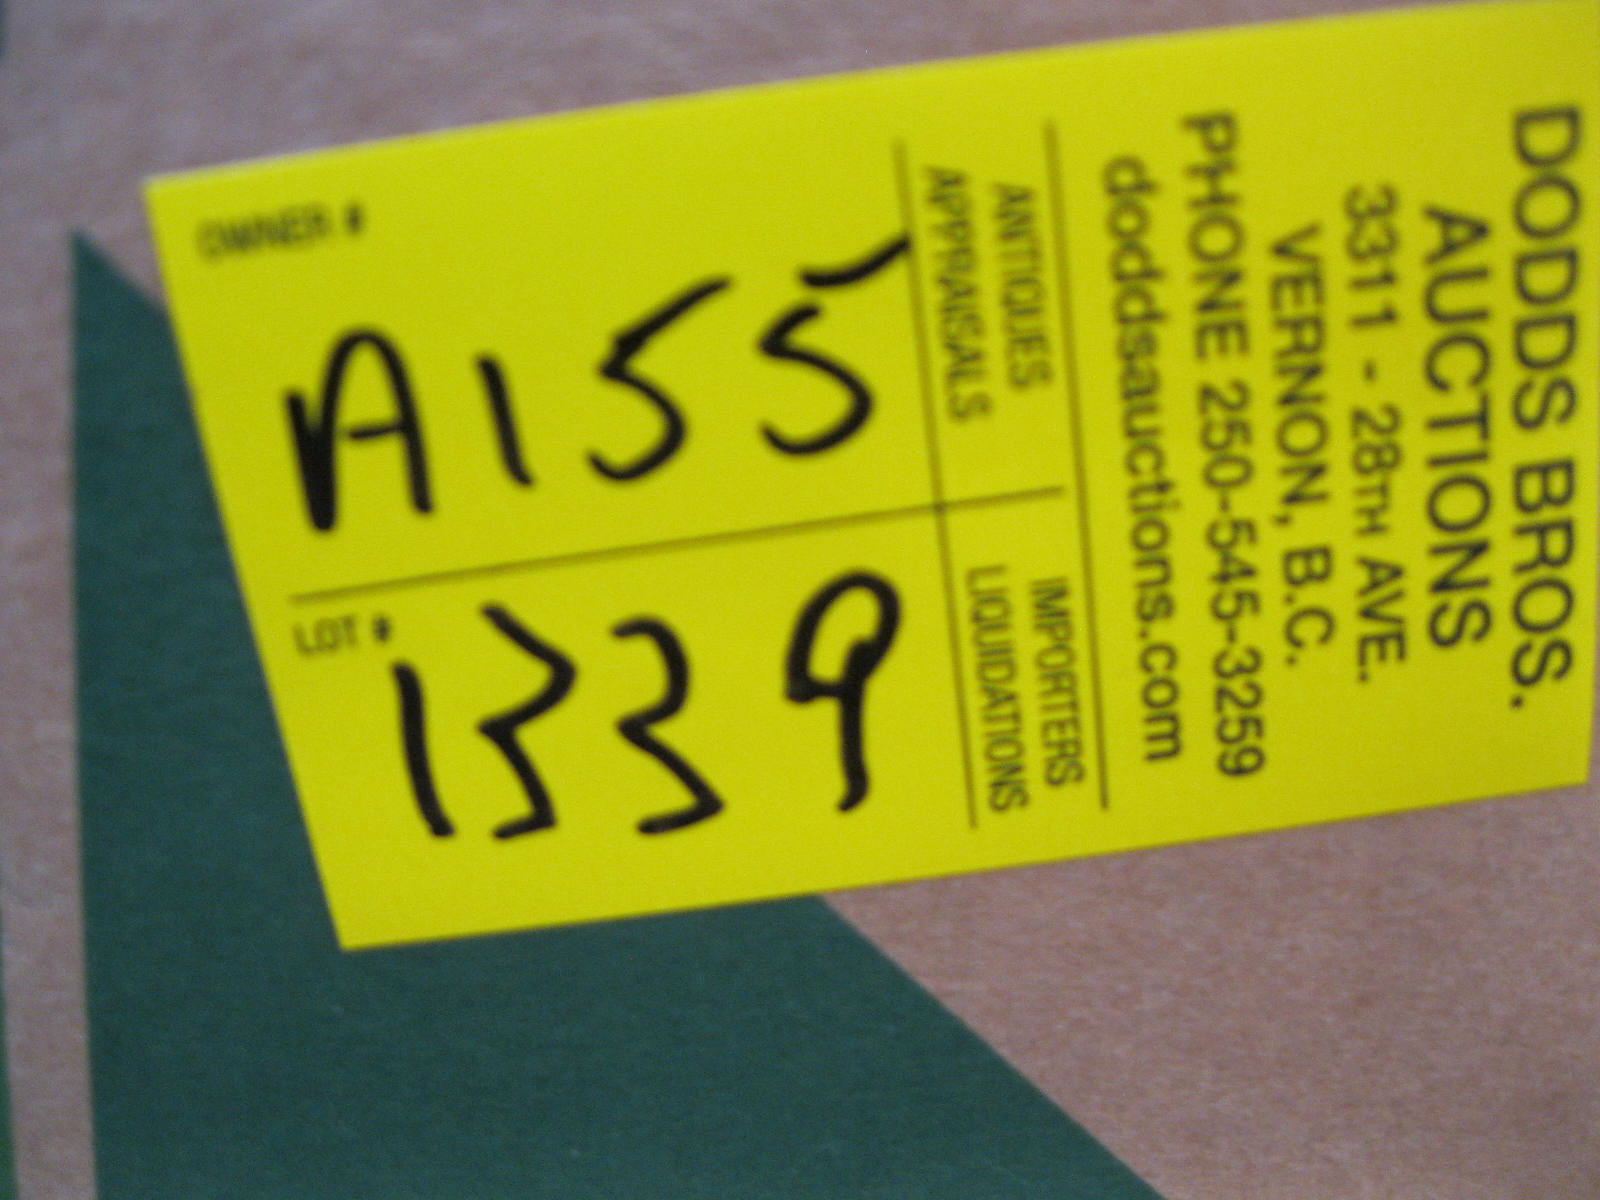 OWNER #
A155
LOT #
1339
ANTIQUES
APPRAISALS
IMPORTERS
LIQUIDATIONS
DODDS BROS.
AUCTIONS
3311 - 28TH AVE.
VERNON, B.C.
PHONE 250-545-3259
doddsauctions.com